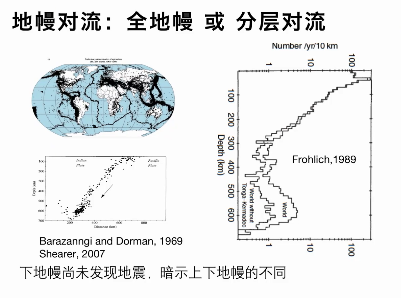 地幔对流：全地幔 或 分层对流
Number /yr/10 km
1
10
100
100
200
300
400
500
600
Depth (km)
Frohlich,1989
World without
Tonga-Kermadec
World
1
10
100
Barazanngi and Dorman, 1969
Shearer, 2007
下地幔尚未发现地震，暗示上下地幔的不同